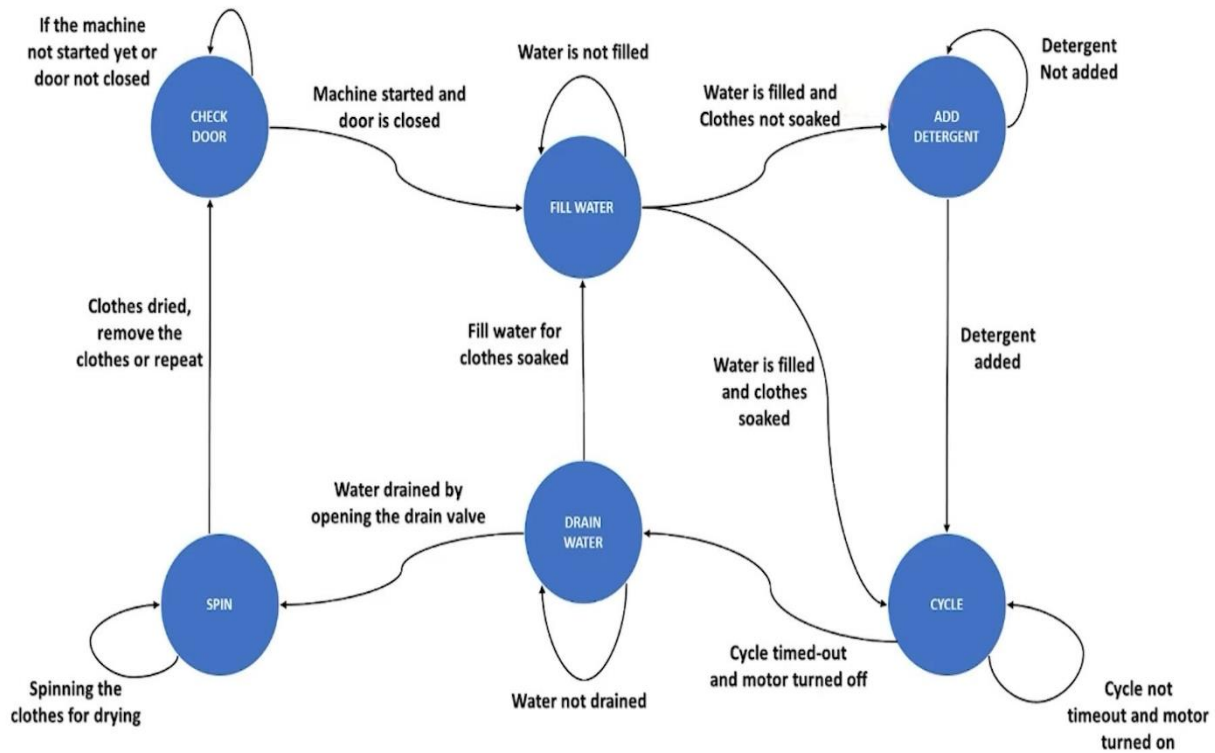 If the machine
not started yet or
door not closed
CHECK
DOOR
Machine started and
door is closed
Water is not filled
FILL WATER
Water is filled and
Clothes not soaked
ADD
DETERGENT
Detergent
Not added
Clothes dried,
remove the
clothes or repeat
Fill water for
clothes soaked
Water is filled
and clothes
soaked
Detergent
added
Water drained by
opening the drain valve
DRAIN
WATER
SPIN
CYCLE
Spinning the
clothes for drying
Water not drained
Cycle timed-out
and motor turned off
Cycle not
timeout and motor
turned on